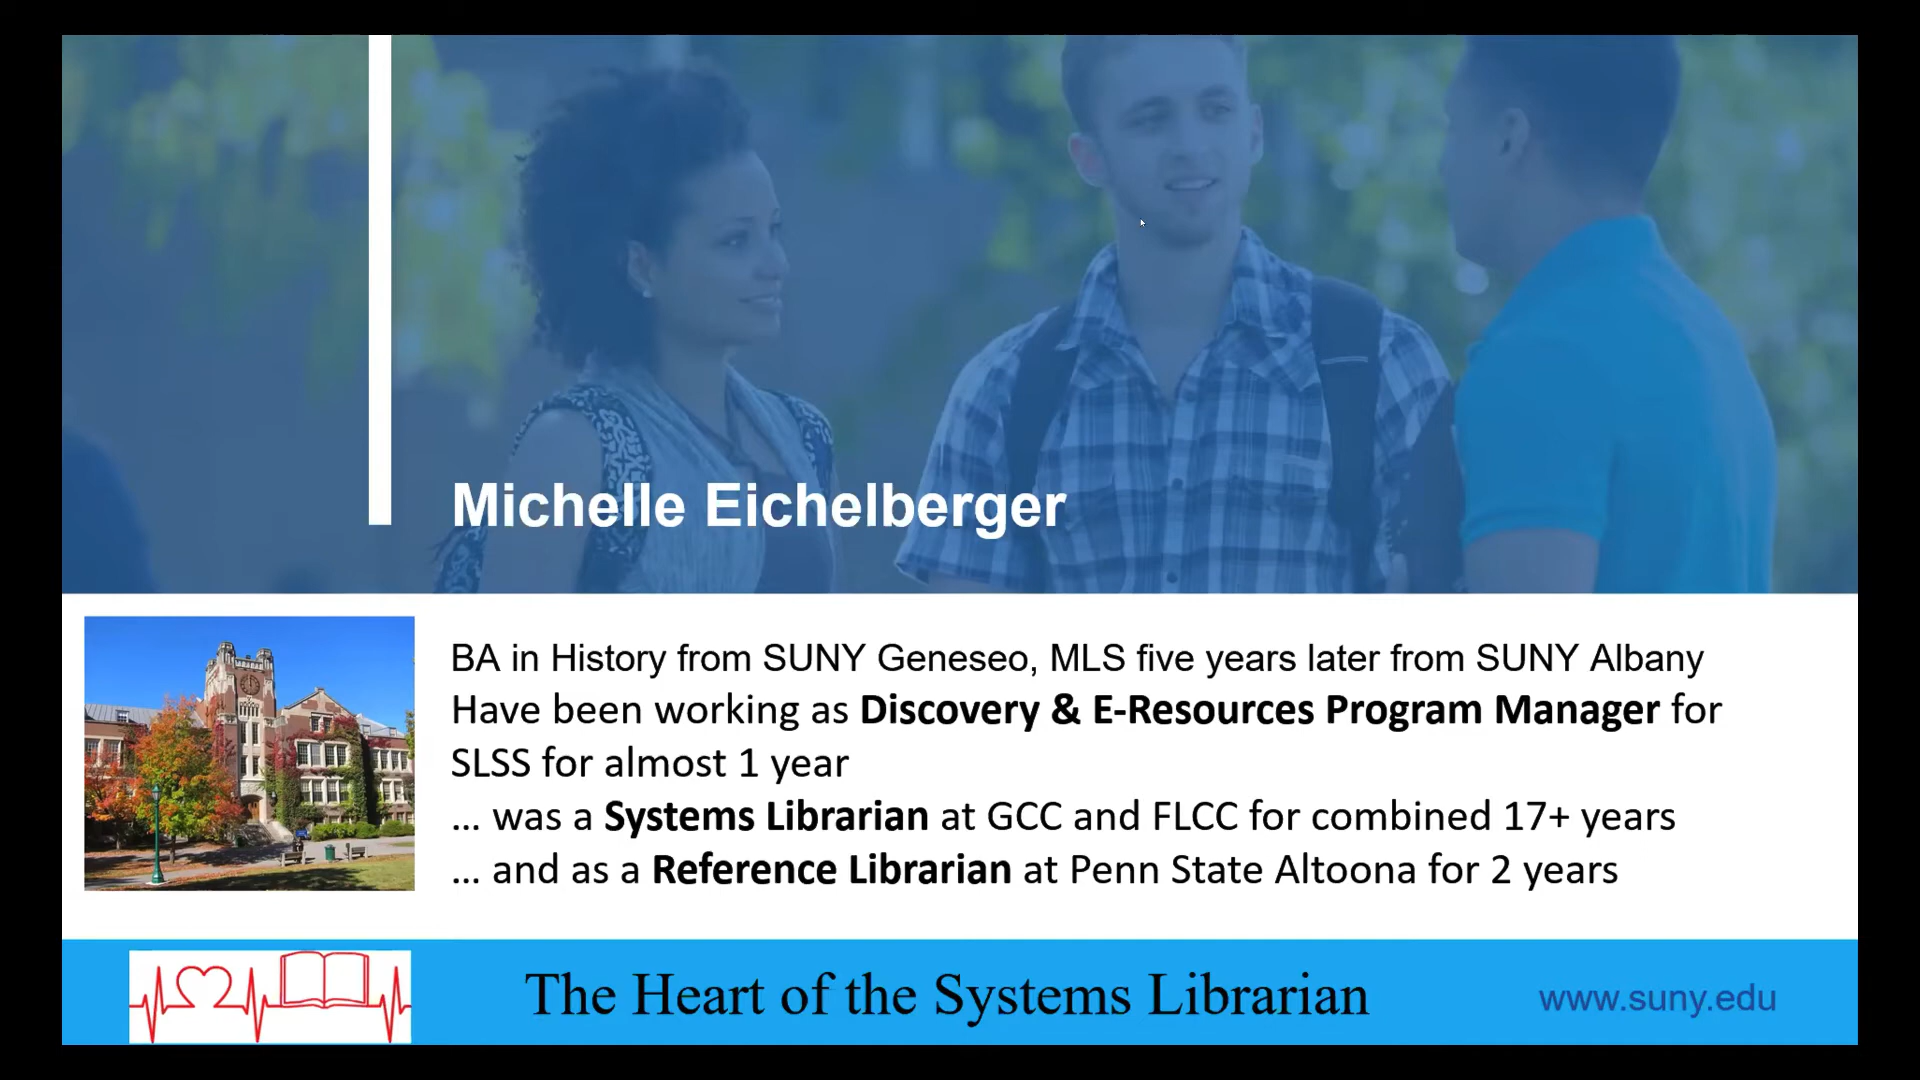 Michelle Eichelberger
BA in History from SUNY Geneseo, MLS five years later from SUNY Albany
Have been working as Discovery & E-Resources Program Manager for
SLSS for almost 1 year
... was a Systems Librarian at GCC and FLCC for combined 17+ years
... and as a Reference Librarian at Penn State Altoona for 2 years
The Heart of the Systems Librarian
www.suny.edu